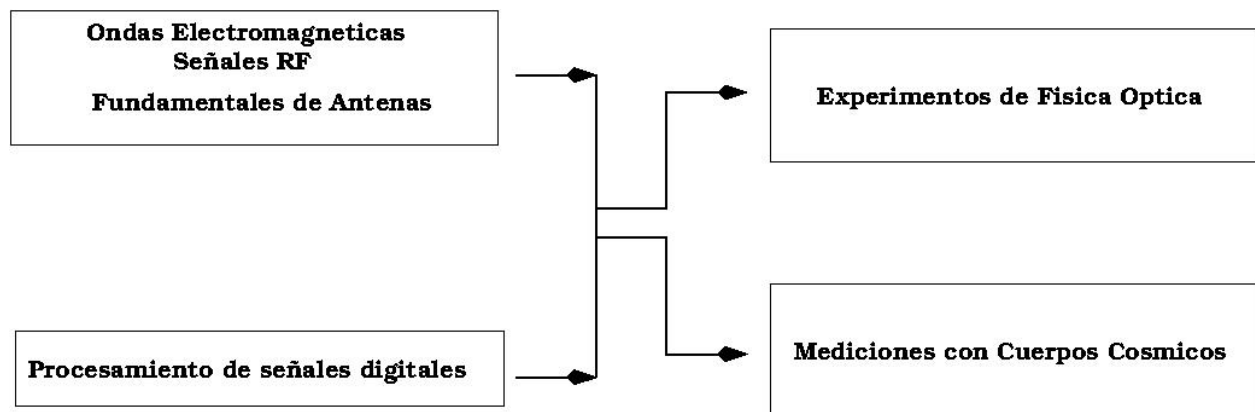 Ondas Electromagneticas
Señales RF
Fundamentales de Antenas
Experimentos de Fisica Optica
Procesamiento de señales digitales
Mediciones con Cuerpos Cosmicos